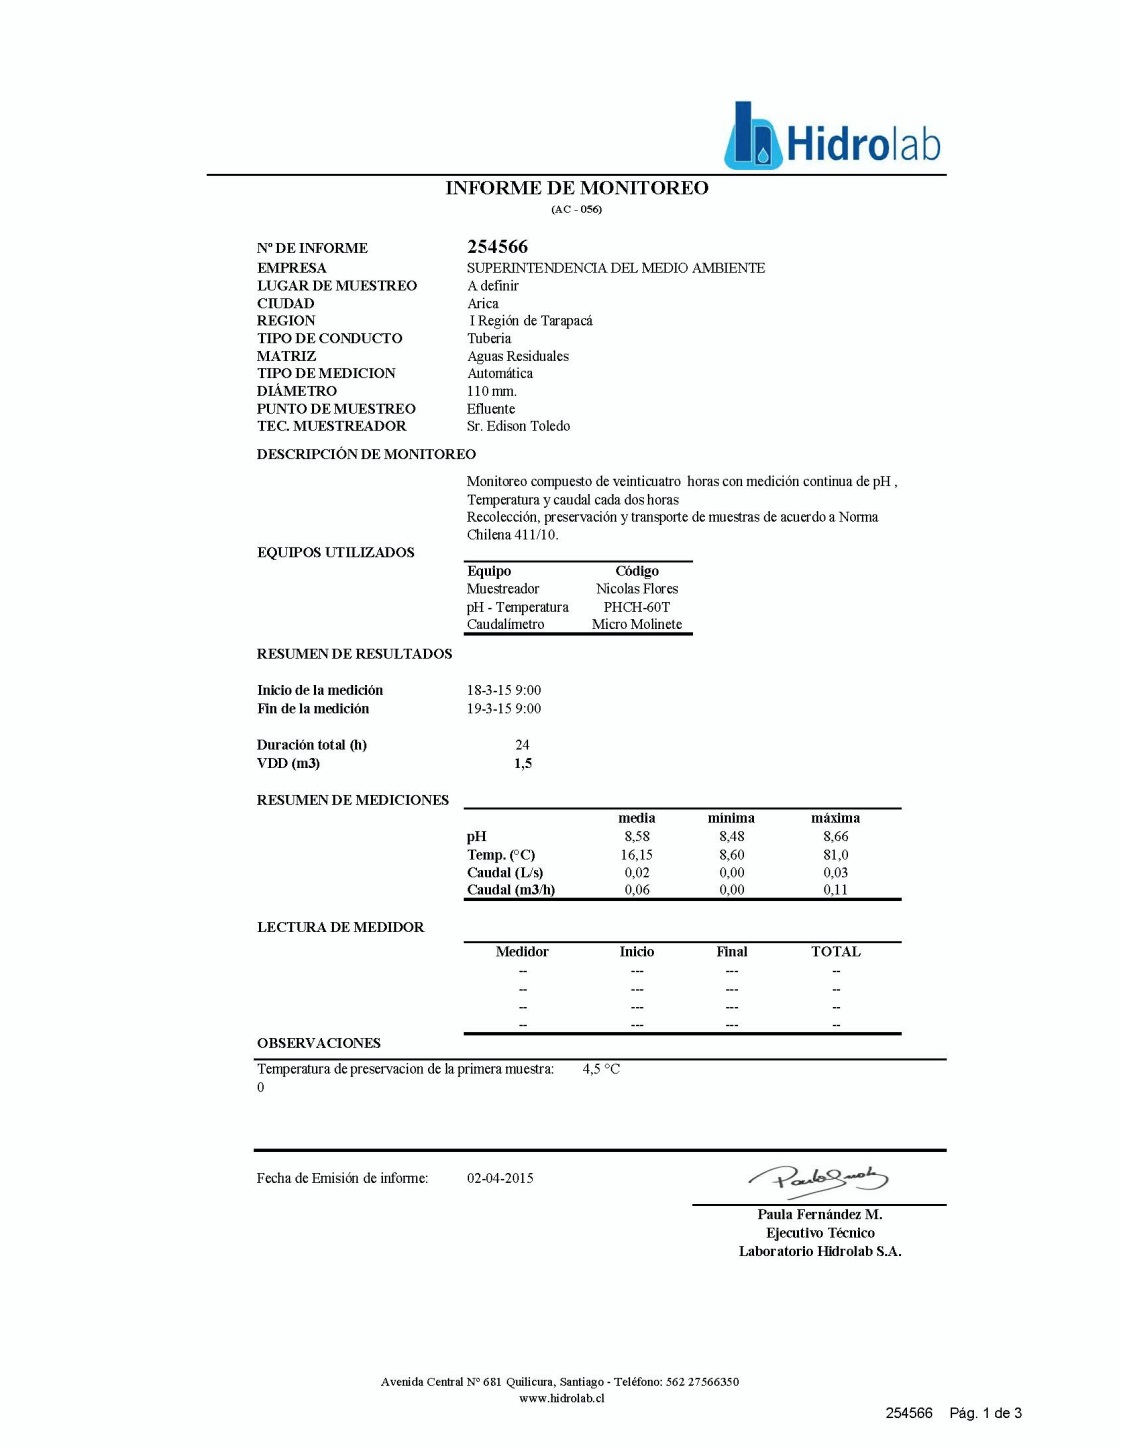 Hidrolab
INFORME DE MONITOREO
(AC - 056)
Nº DE INFORME 254566
EMPRESA SUPERINTENDENCIA DEL MEDIO AMBIENTE
LUGAR DE MUESTREO A definir
CIUDAD Arica
REGION I Región de Tarapacá
TIPO DE CONDUCTO Tuberia
MATRIZ Aguas Residuales
TIPO DE MEDICION Automática
DIÁMETRO 110 mm.
PUNTO DE MUESTREO Efluente
TEC. MUESTREADOR Sr. Edison Toledo
DESCRIPCIÓN DE MONITOREO
Monitoreo compuesto de veinticuatro horas con medición continua de pH ,
Temperatura y caudal cada dos horas
Recolección, preservación y transporte de muestras de acuerdo a Norma
Chilena 411/10.
EQUIPOS UTILIZADOS
Equipo Código
Muestreador Nicolas Flores
pH - Temperatura PHCH-60T
Caudalímetro Micro Molinete
RESUMEN DE RESULTADOS
Inicio de la medición 18-3-15 9:00
Fin de la medición 19-3-15 9:00
Duración total (h) 24
VDD (m3) 1,5
RESUMEN DE MEDICIONES
media mínima máxima
pH 8,58 8,48 8,66
Temp. (°C) 16,15 8,60 81,0
Caudal (L/s) 0,02 0,00 0,03
Caudal (m3/h) 0,06 0,00 0,11
LECTURA DE MEDIDOR
Medidor Inicio Final TOTAL
-- --- --- --
-- --- --- --
-- --- --- --
-- --- --- --
OBSERVACIONES
Temperatura de preservacion de la primera muestra: 4,5 °C
0
Fecha de Emisión de informe: 02-04-2015
Paula Fernández M.
Ejecutivo Técnico
Laboratorio Hidrolab S.A.
Avenida Central N° 681 Quilicura, Santiago - Teléfono: 562 27566350
www.hidrolab.cl
254566 Pág. 1 de 3